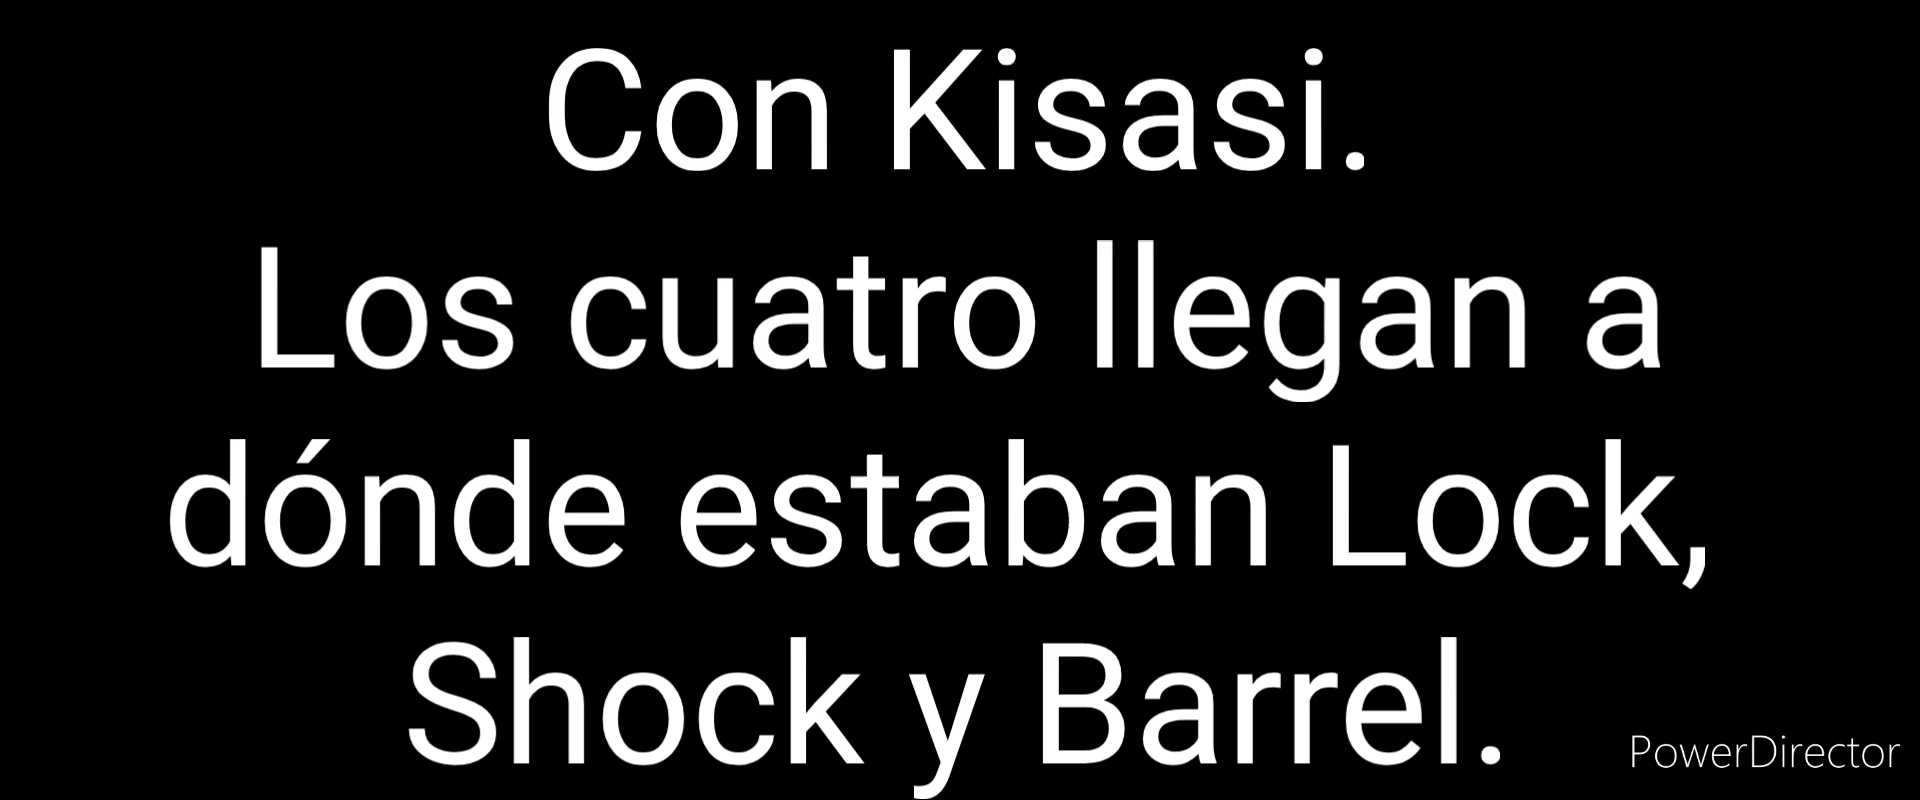 Con Kisasi.
Los cuatro llegan a
dónde estaban Lock,
Shock y Barrel.
PowerDirector